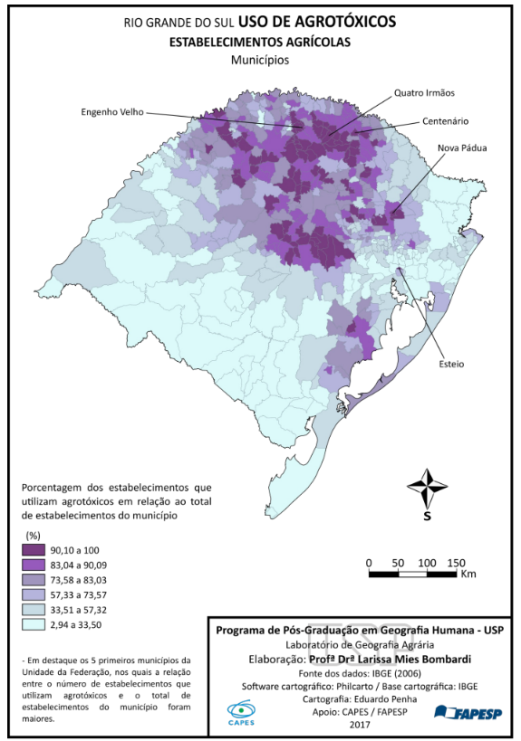 RIO GRANDE DO SUL USO DE AGROTÓXICOS
ESTABELECIMENTOS AGRÍCOLAS
Municípios
Quatro Irmãos
Engenho Velho
Centenário
Nova Pádua
Esteio
Porcentagem dos estabelecimentos que
utilizam agrotóxicos em relação ao total
de estabelecimentos do município
(%)
90,10 a 100
83,04 a 90,09
73,58 a 83,03
57,33 a 73,57
33,51 a 57,32
2,94 a 33,50
S
0 50 100 150
Km
- Em destaque os 5 primeiros municípios da
Unidade da Federação, nos quais a relação
entre o número de estabelecimentos que
utilizam agrotóxicos e o total de
estabelecimentos do município foram
maiores.
Programa de Pós-Graduação em Geografia Humana - USP
Laboratório de Geografia Agrária
Elaboração: Profª Drª Larissa Mies Bombardi
Fonte dos dados: IBGE (2006)
Software cartográfico: Philcarto / Base cartográfica: IBGE
Cartografia: Eduardo Penha
Apoio: CAPES / FAPESP
2017
USP
CAPES
FAPESP